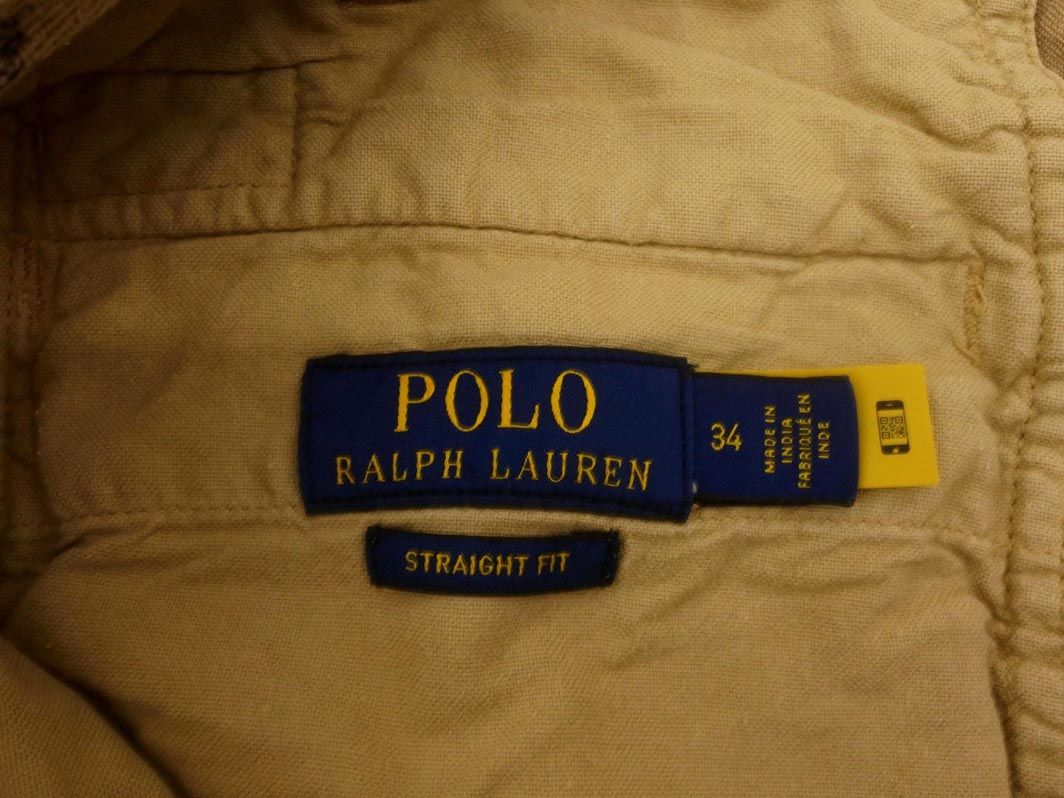 POLO
RALPH LAUREN
34
MADE IN
INDIA
FABRIQUÉ EN
INDE
STRAIGHT FIT